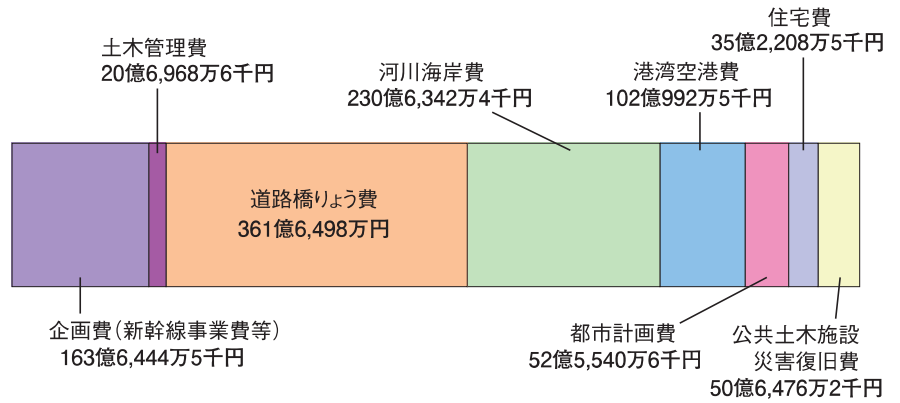 住宅費
35億2,208万5千円
土木管理費
20億6,968万6千円
河川海岸費
230億6,342万4千円
港湾空港費
102億992万5千円
道路橋りょう費
361億6,498万円
企画費（新幹線事業費等）
163億6,444万5千円
都市計画費
52億5,540万6千円
公共土木施設
災害復旧費
50億6,476万2千円